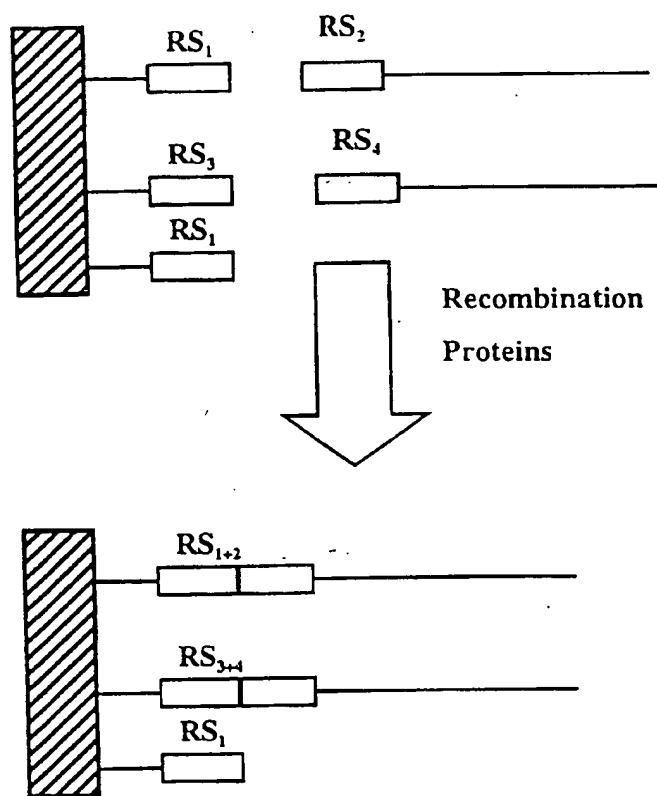 RS₁ RS₂
RS₃ RS₄
RS₁
Recombination
Proteins
RS₁₊₂
RS₃₊₄
RS₁